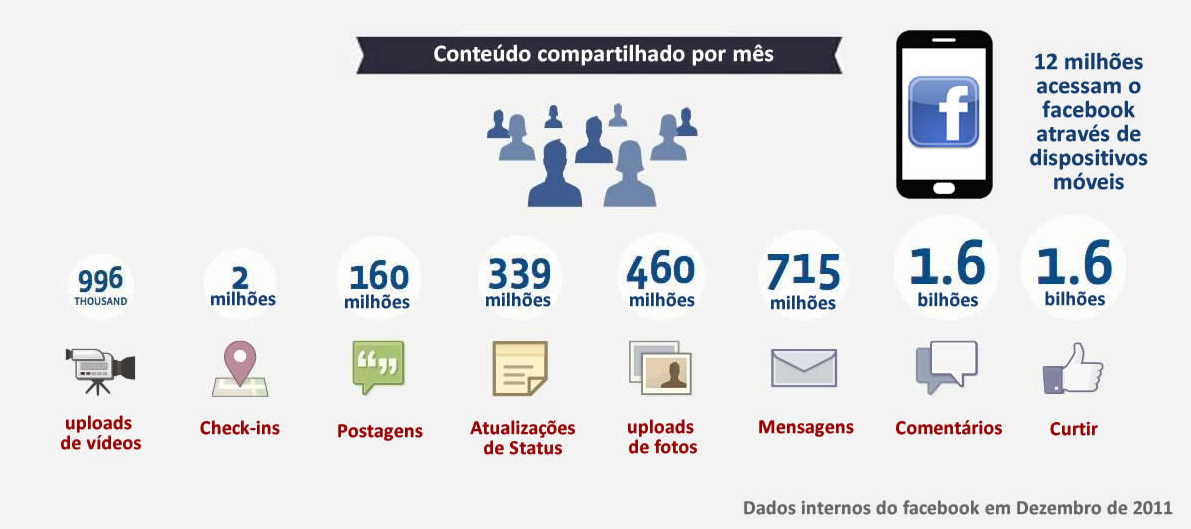 Conteúdo compartilhado por mês
12 milhões
acessam o
facebook
através de
dispositivos
móveis
f
996
THOUSAND
2
milhões
160
milhões
339
milhões
460
milhões
715
milhões
1.6
bilhões
1.6
bilhões
uploads
de vídeos
Check-ins
Postagens
Atualizações
de Status
uploads
de fotos
Mensagens
Comentários
Curtir
Dados internos do facebook em Dezembro de 2011